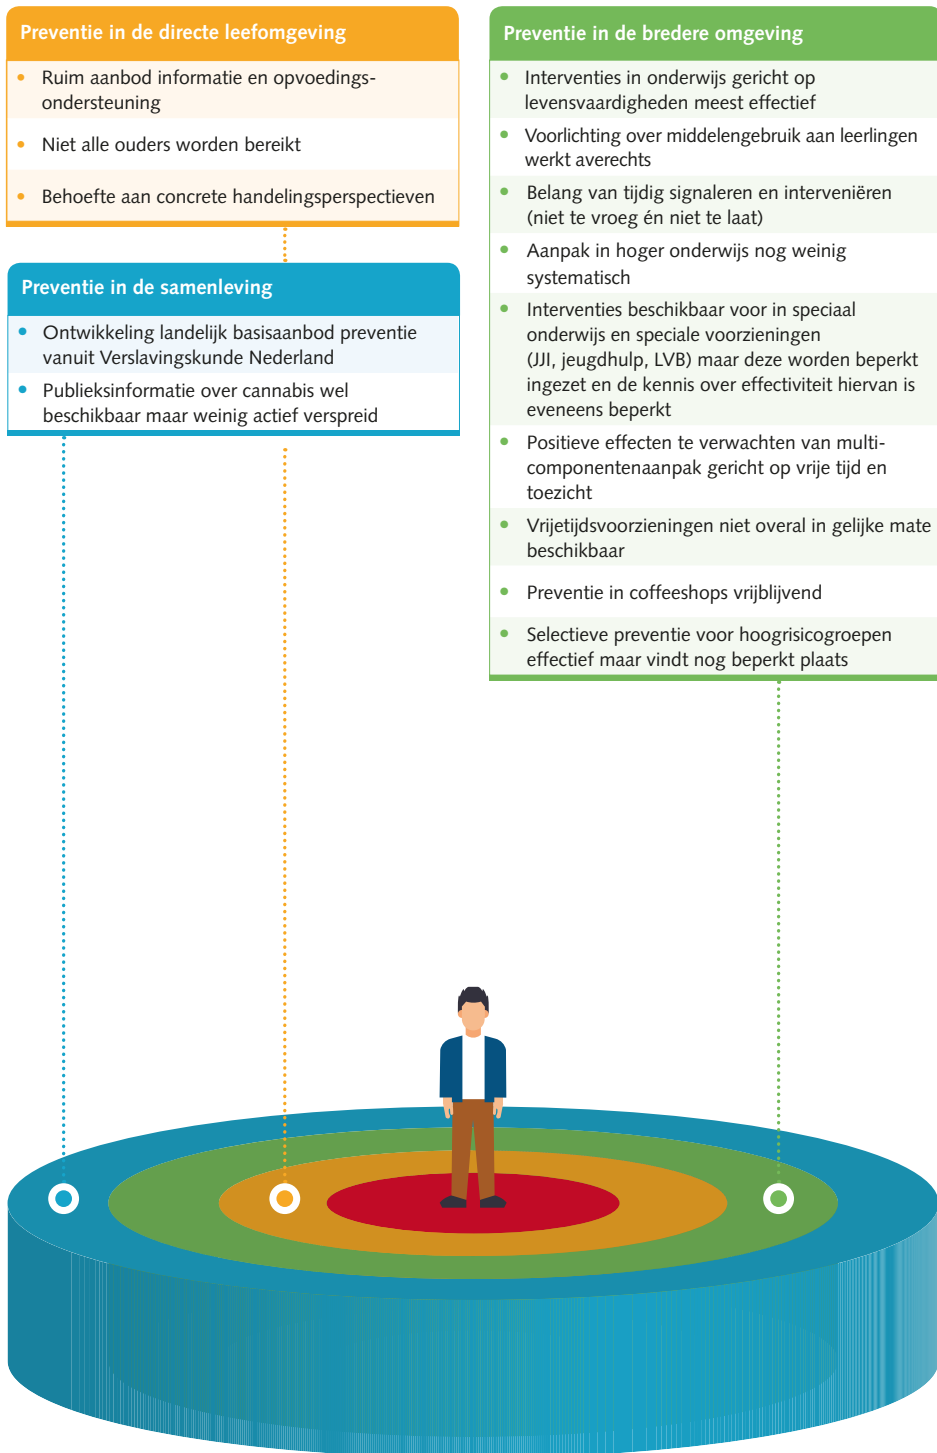 Preventie in de directe leefomgeving
Ruim aanbod informatie en opvoedings-
ondersteuning
Niet alle ouders worden bereikt
Behoefte aan concrete handelingsperspectieven
Preventie in de samenleving
Ontwikkeling landelijk basisaanbod preventie
vanuit Verslavingskunde Nederland
Publieksinformatie over cannabis wel
beschikbaar maar weinig actief verspreid
Preventie in de bredere omgeving
Interventies in onderwijs gericht op
levensvaardigheden meest effectief
Voorlichting over middelengebruik aan leerlingen
werkt averechts
Belang van tijdig signaleren en interveniëren
(niet te vroeg én niet te laat)
Aanpak in hoger onderwijs nog weinig
systematisch
Interventies beschikbaar voor in speciaal
onderwijs en speciale voorzieningen
(JJI, jeugdhulp, LVB) maar deze worden beperkt
ingezet en de kennis over effectiviteit hiervan is
eveneens beperkt
Positieve effecten te verwachten van multi-
componentenaanpak gericht op vrije tijd en
toezicht
Vrijetijdsvoorzieningen niet overal in gelijke mate
beschikbaar
Preventie in coffeeshops vrijblijvend
Selectieve preventie voor hoogrisicogroepen
effectief maar vindt nog beperkt plaats